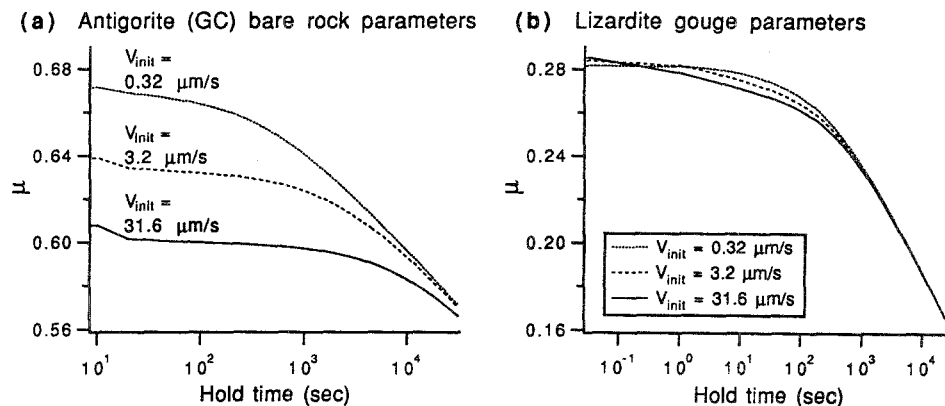 (a) Antigorite (GC) bare rock parameters
V_init =
0.32 μm/s
V_init =
3.2 μm/s
V_init =
31.6 μm/s
0.68
0.64
0.60
0.56
μ
10^1
10^2
10^3
10^4
Hold time (sec)
(b) Lizardite gouge parameters
0.28
0.24
0.20
0.16
μ
V_init = 0.32 μm/s
V_init = 3.2 μm/s
V_init = 31.6 μm/s
10^-1
10^0
10^1
10^2
10^3
10^4
Hold time (sec)